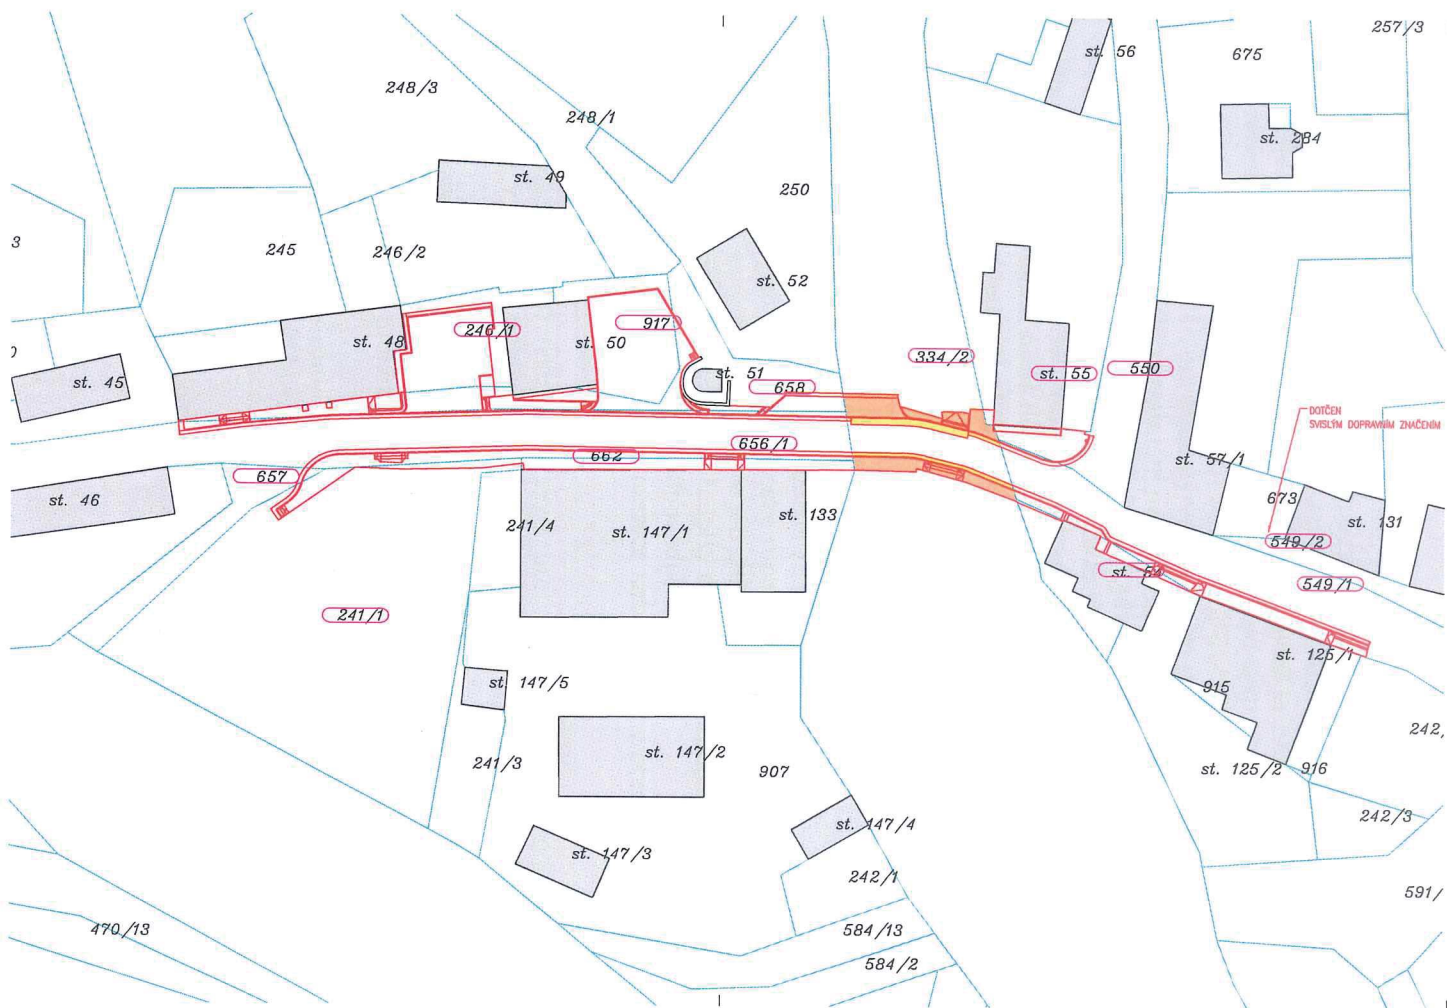 257/3
st. 56
675
248/3
248/1
st. 284
st. 49
250
3
245
246/2
st. 52
246/1
917
st. 48
st. 50
334/2
st. 51
st. 55
550
st. 45
658
DOTČEN
SVISLÝM DOPRAVNÍM ZNAČENÍM
656/1
662
st. 57/1
657
st. 46
673
241/4
st. 147/1
st. 133
st. 131
549/2
st. 54
549/1
241/1
st. 125/1
st. 147/5
915
242,
st. 147/2
241/3
907
st. 125/2
916
242/3
st. 147/4
st. 147/3
242/1
591/
470/13
584/13
584/2